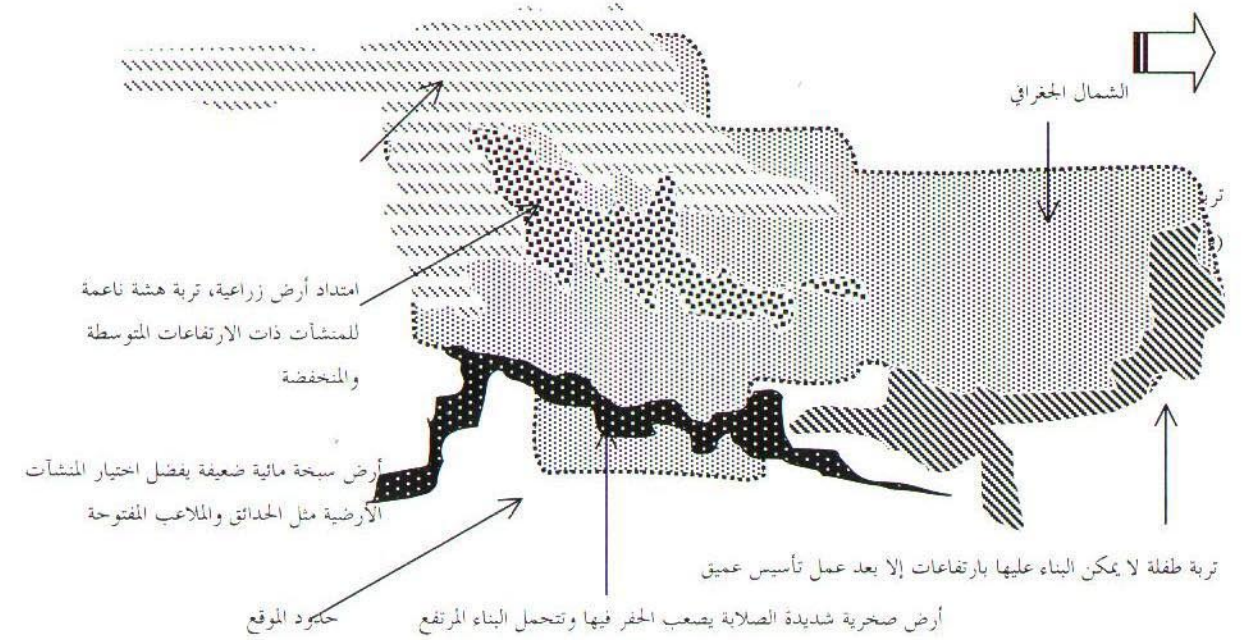 الشمال الجغرافي
تر
امتداد أرض زراعية، تربة هشة ناعمة
للمنشآت ذات الارتفاعات المتوسطة
والمنخفضة
أرض سبخة مائية ضعيفة يفضل اختيار المنشآت
الأرضية مثل الحدائق والملاعب المفتوحة
تربة طفلة لا يمكن البناء عليها بارتفاعات إلا بعد عمل تأسيس عميق
أرض صخرية شديدة الصلابة يصعب الحفر فيها وتتحمل البناء المرتفع
حدود الموقع